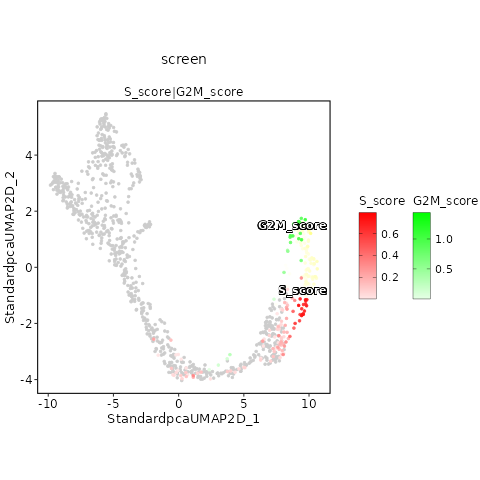 screen
S_score|G2M_score
StandardpcaUMAP2D_2
4
2
0
-2
-4
G2M_score
S_score
-10
-5
0
5
10
StandardpcaUMAP2D_1
S_score
0.6
0.4
0.2
G2M_score
1.0
0.5